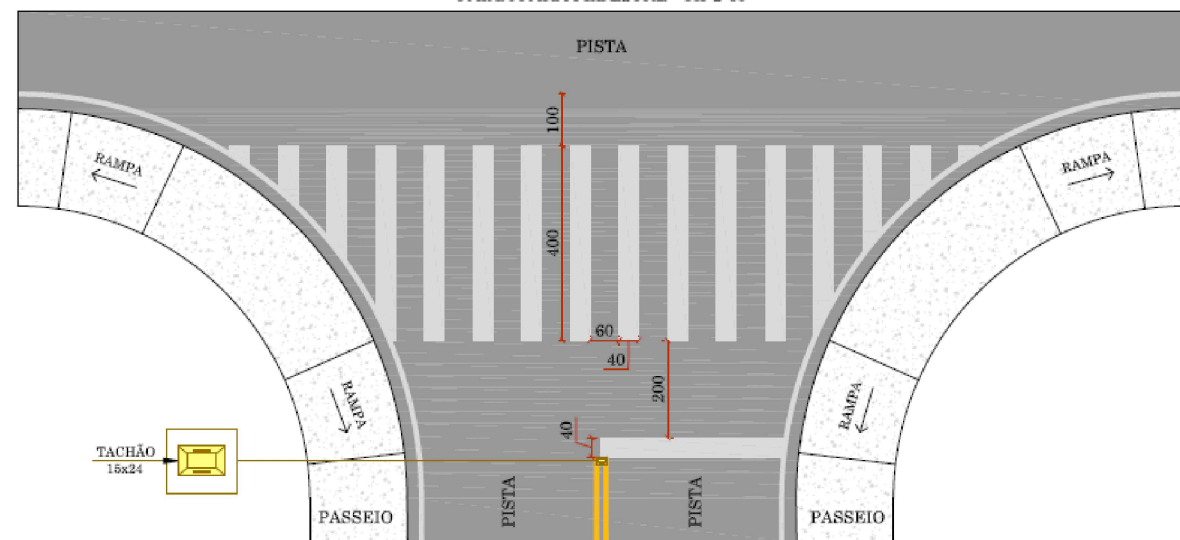 PISTA
100
RAMPA
RAMPA
400
60
40
200
RAMPA
RAMPA
40
TACHÃO
15x24
PISTA
PISTA
PASSEIO
PASSEIO